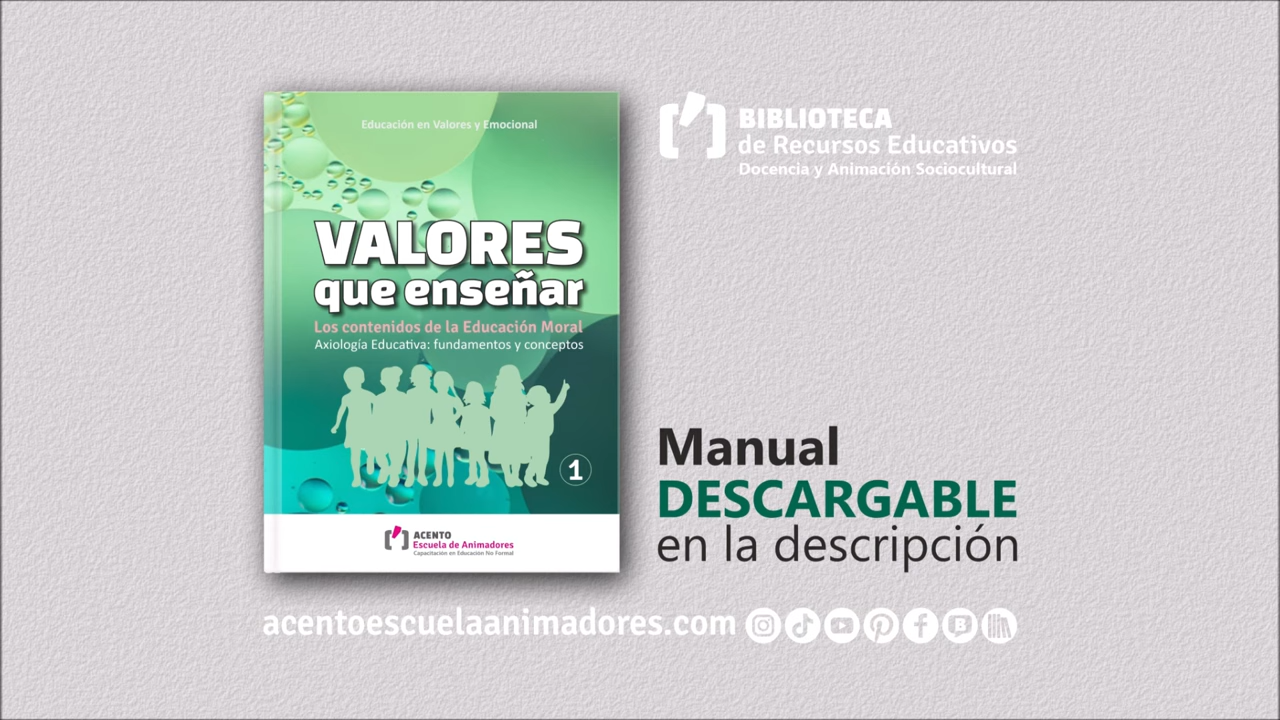 Educación en Valores y Emocional
VALORES
que enseñar
Los contenidos de la Educación Moral
Axiología Educativa: fundamentos y conceptos
1
ACENTO
Escuela de Animadores
Capacitación en Educación No Formal
BIBLIOTECA
de Recursos Educativos
Docencia y Animación Sociocultural
Manual
DESCARGABLE
en la descripción
acentoescuelaanimadores.com